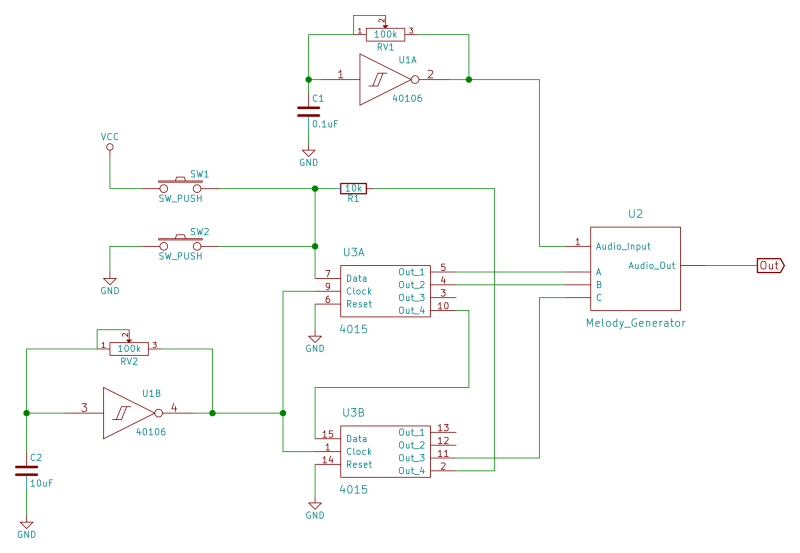 2
1 100k 3
RV1
U1A
1 2
40106
C1
0.1uF
GND
VCC
SW1
SW_PUSH
10k
R1
SW2
SW_PUSH
GND
U2
1 Audio_Input
Audio_Out Out
A
B
C
Melody_Generator
U3A
7 Data Out_1 5
9 Clock Out_2 4
6 Reset Out_3 3
Out_4 10
4015
GND
2
1 100k 3
RV2
U1B
3 4
40106
C2
10uF
GND
U3B
15 Data Out_1 13
1 Clock Out_2 12
14 Reset Out_3 11
Out_4 2
4015
GND